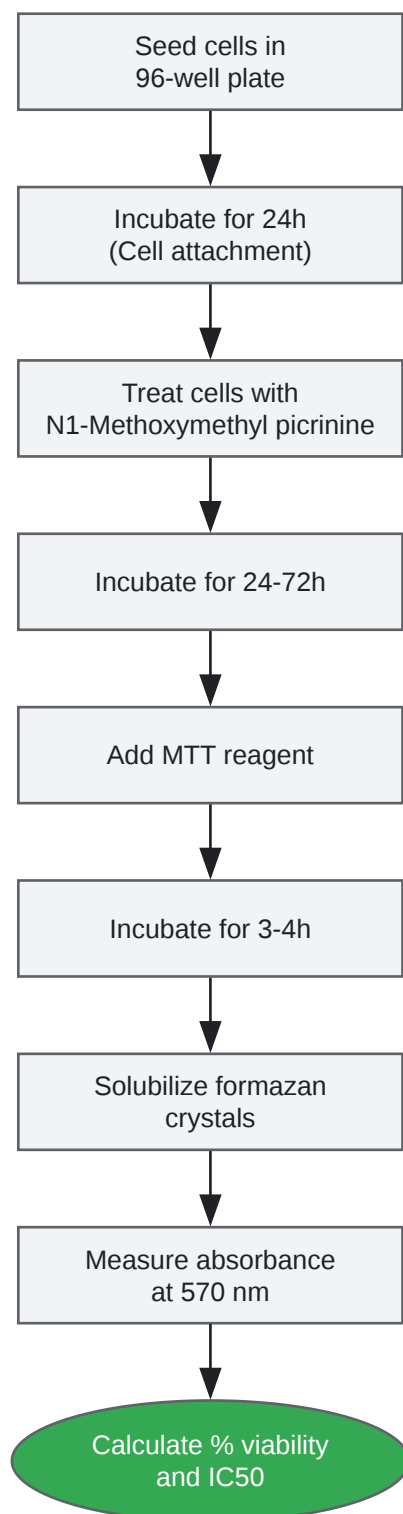 Seed cells in
96-well plate
Incubate for 24h
(Cell attachment)
Treat cells with
N1-Methoxymethyl picrinine
Incubate for 24-72h
Add MTT reagent
Incubate for 3-4h
Solubilize formazan
crystals
Measure absorbance
at 570 nm
Calculate % viability
and IC50